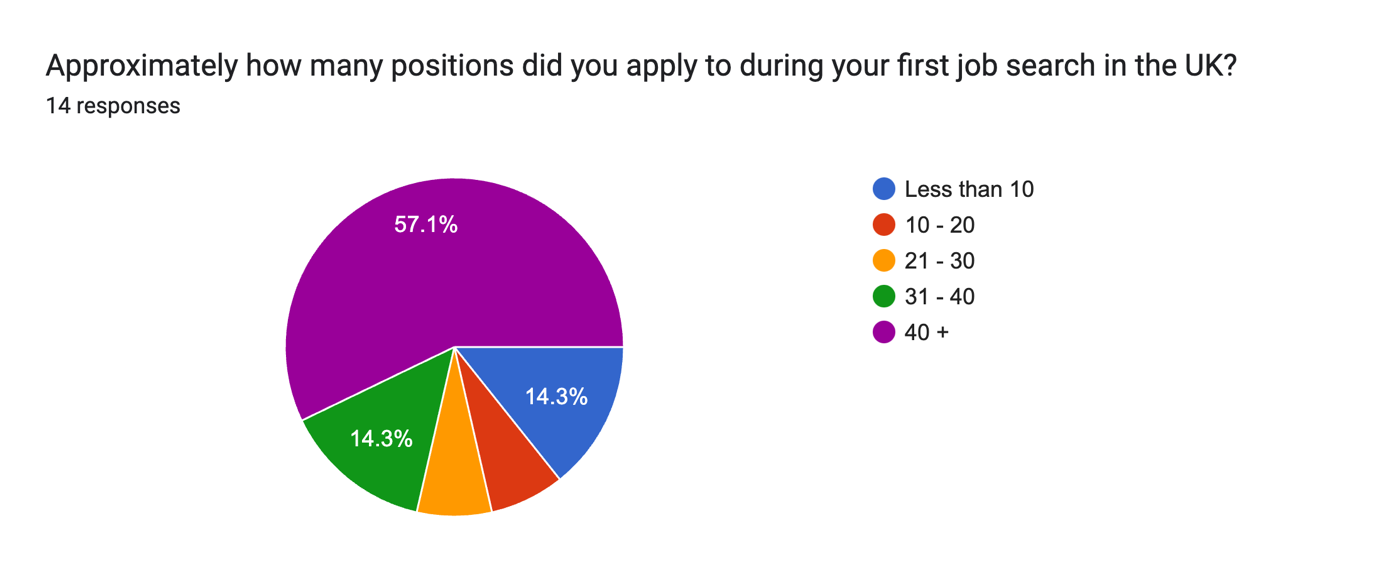 Approximately how many positions did you apply to during your first job search in the UK?
14 responses
57.1%
14.3%
14.3%
Less than 10
10 - 20
21 - 30
31 - 40
40 +